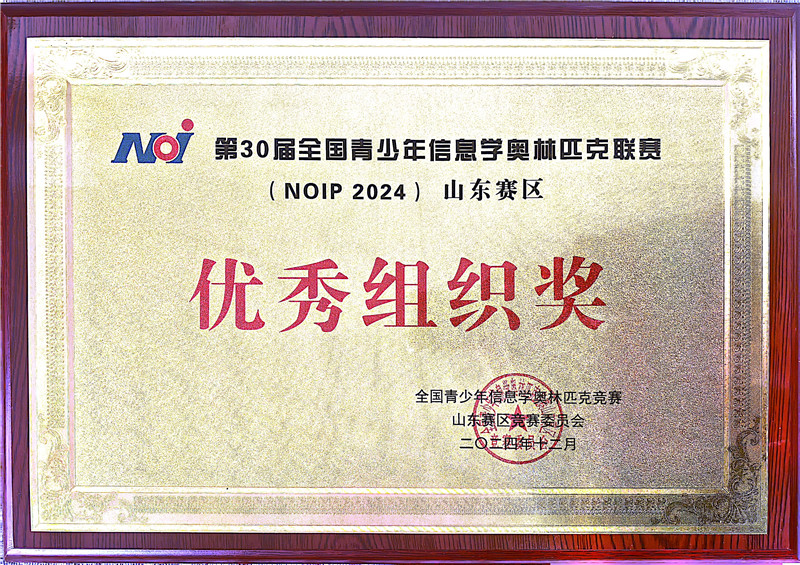 NOI 第30届全国青少年信息学奥林匹克联赛
（NOIP 2024） 山东赛区
优秀组织奖
全国青少年信息学奥林匹克竞赛
山东赛区竞赛委员会
二〇二四年十二月